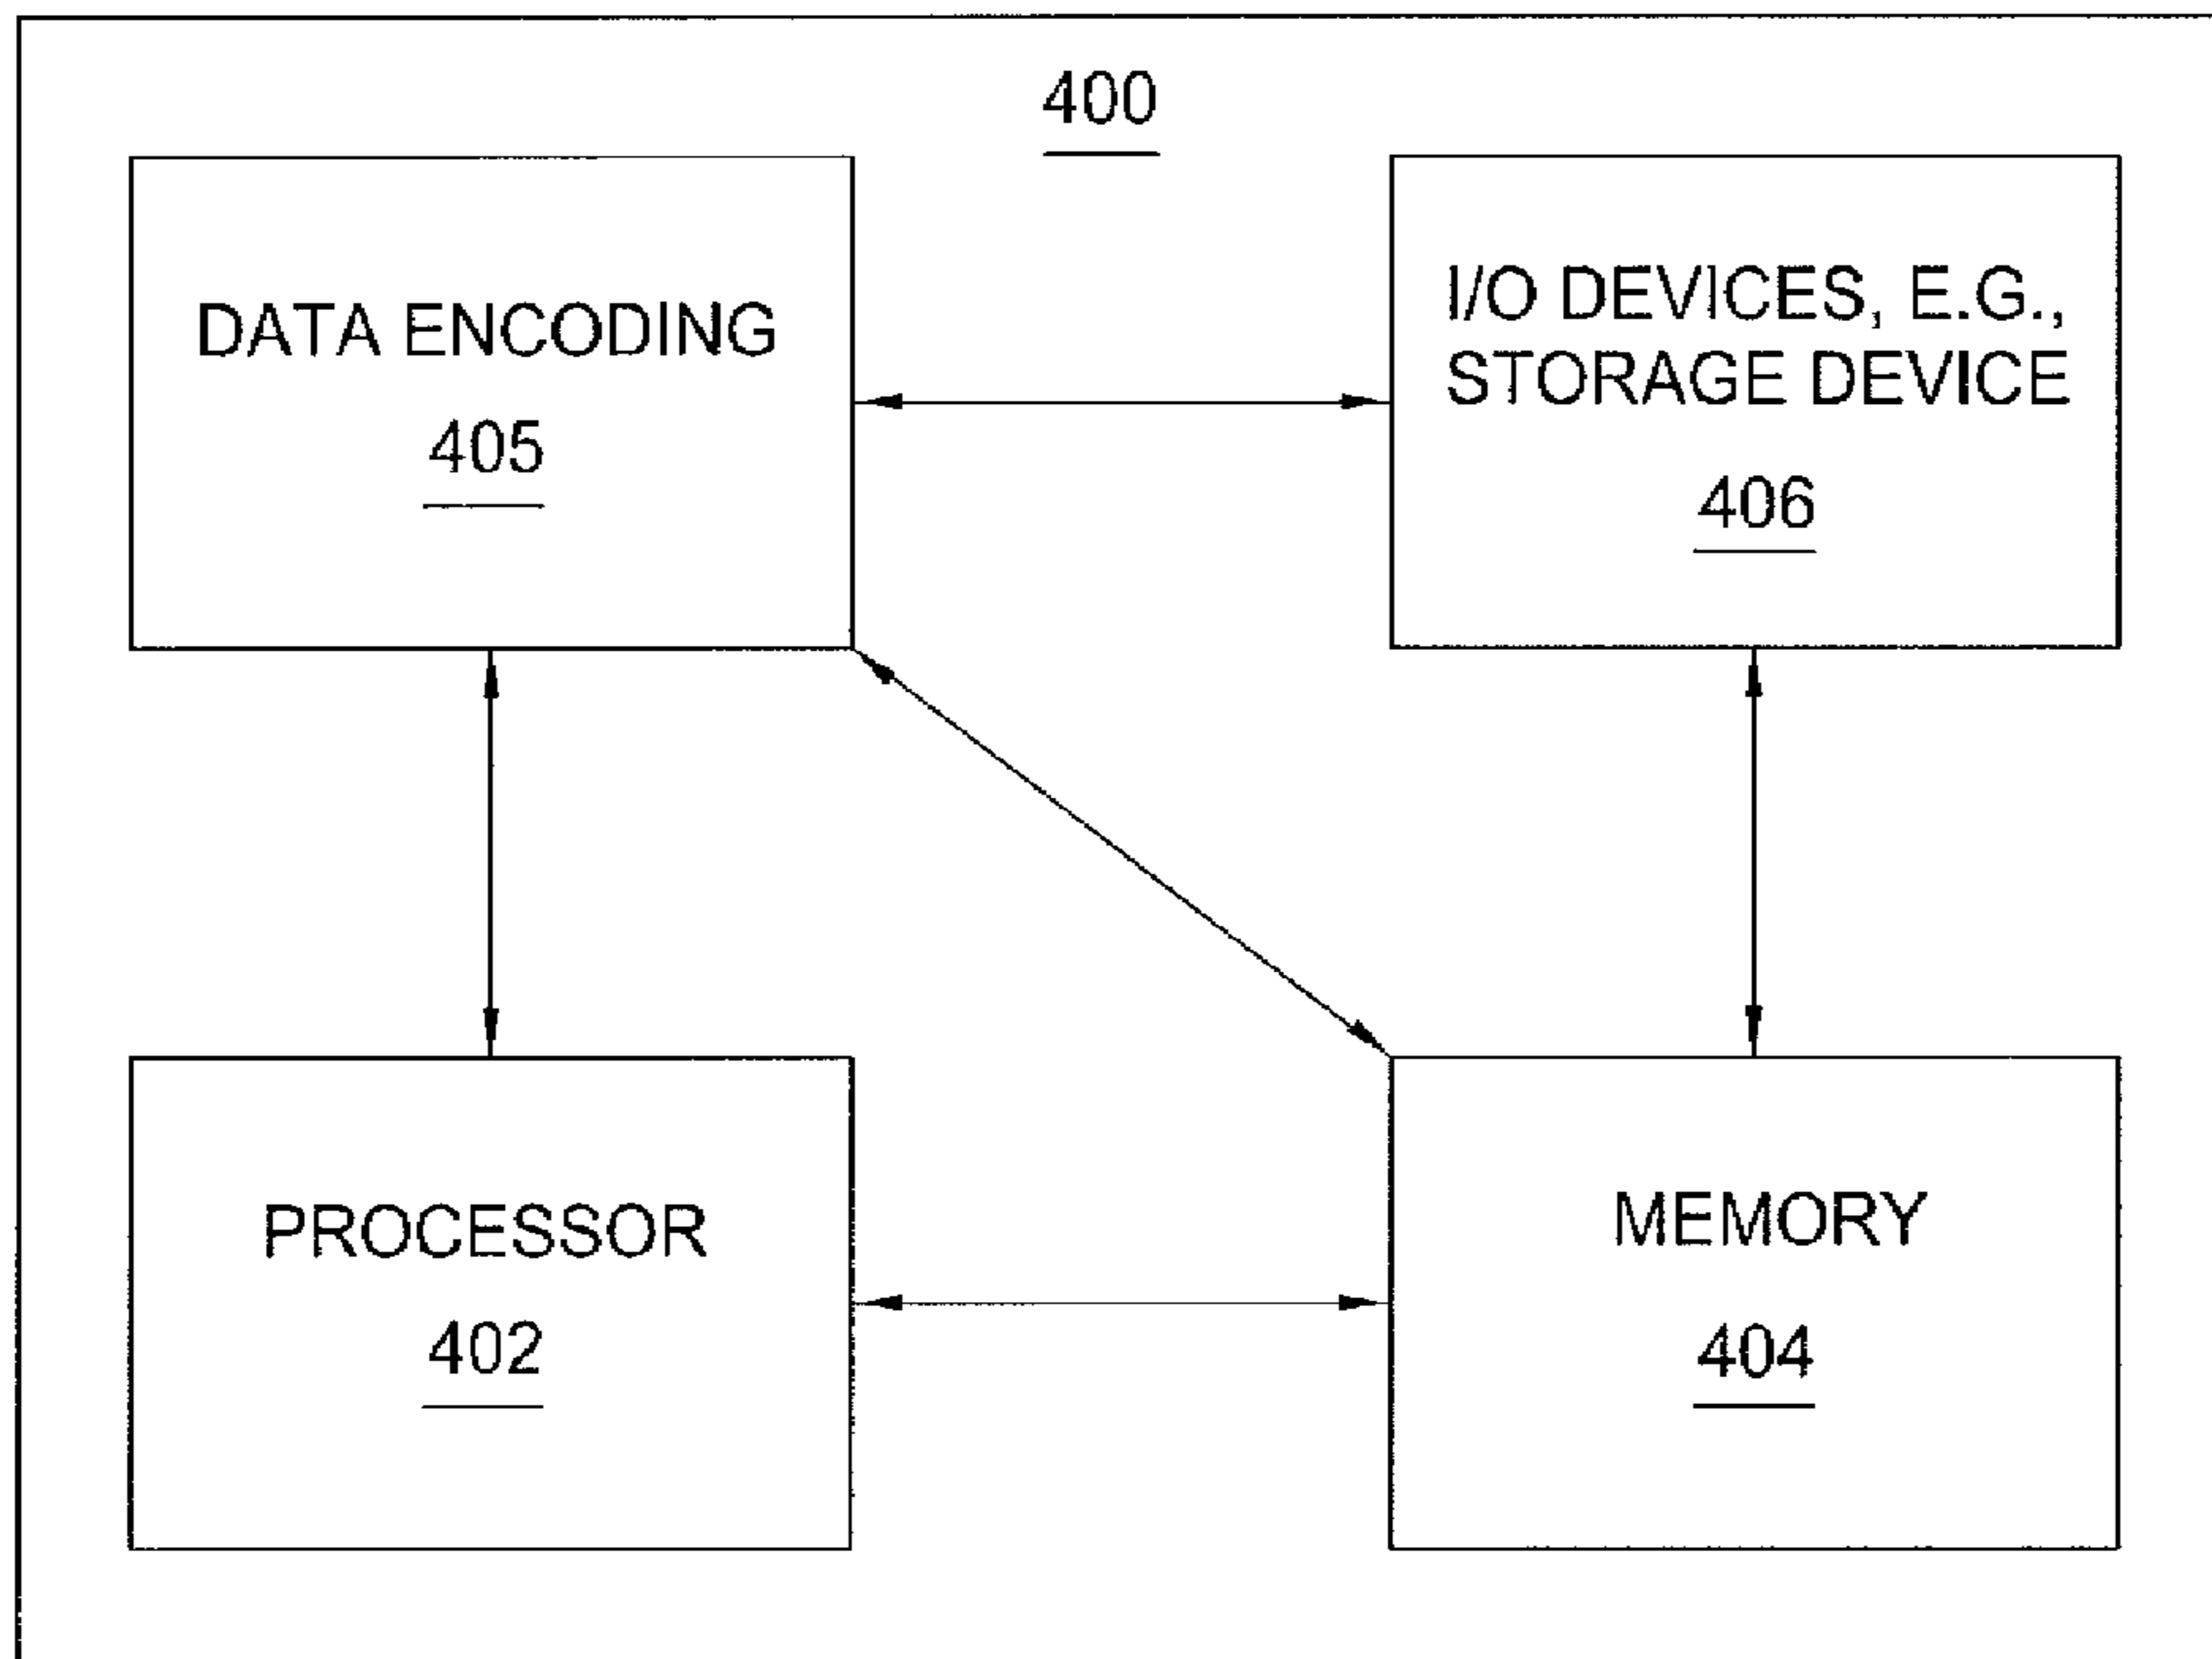 400
DATA ENCODING
405
I/O DEVICES, E.G.,
STORAGE DEVICE
406
PROCESSOR
402
MEMORY
404